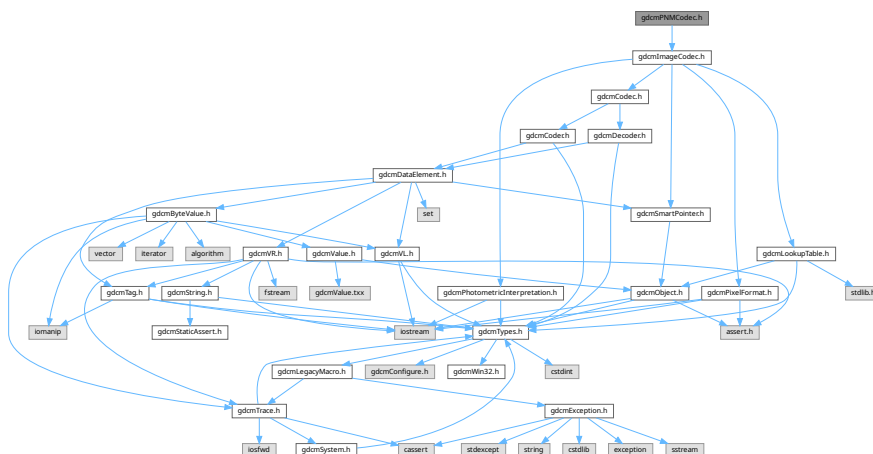 gdcmPNMCodec.h
gdcmImageCodec.h
gdcmCodec.h
gdcmCoder.h
gdcmDecoder.h
gdcmDataElement.h
gdcmByteValue.h
set
gdcmSmartPointer.h
vector
iterator
algorithm
gdcmVR.h
gdcmValue.h
gdcmVL.h
gdcmLookupTable.h
gdcmTag.h
gdcmString.h
fstream
gdcmValue.txx
gdcmPhotometricInterpretation.h
gdcmObject.h
gdcmPixelFormat.h
stdlib.h
iomanip
gdcmStaticAssert.h
iostream
gdcmTypes.h
assert.h
gdcmLegacyMacro.h
gdcmConfigure.h
gdcmWin32.h
cstdint
gdcmTrace.h
gdcmException.h
iosfwd
gdcmSystem.h
cassert
stdexcept
string
cstdlib
exception
sstream